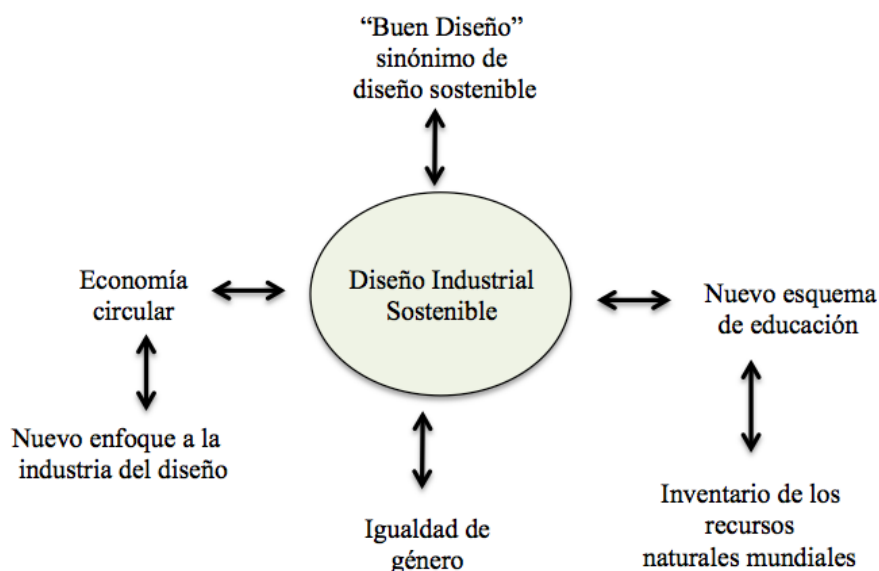 “Buen Diseño”
sinónimo de
diseño sostenible
Economía
circular
Diseño Industrial
Sostenible
Nuevo esquema
de educación
Nuevo enfoque a la
industria del diseño
Igualdad de
género
Inventario de los
recursos
naturales mundiales